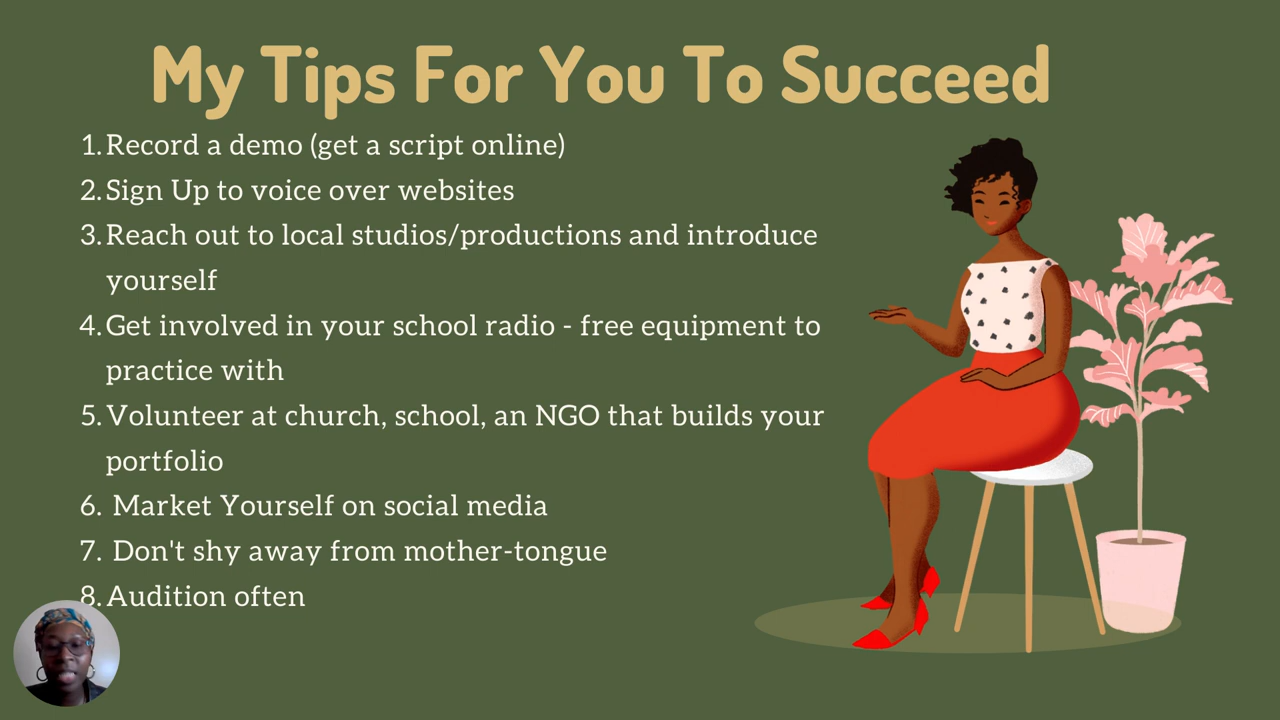 My Tips For You To Succeed
1. Record a demo (get a script online)
2. Sign Up to voice over websites
3. Reach out to local studios/productions and introduce
yourself
4. Get involved in your school radio - free equipment to
practice with
5. Volunteer at church, school, an NGO that builds your
portfolio
6. Market Yourself on social media
7. Don't shy away from mother-tongue
8. Audition often